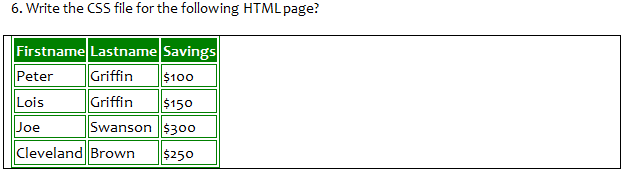 6. Write the CSS file for the following HTML page?
Firstname Lastname Savings
Peter Griffin $100
Lois Griffin $150
Joe Swanson $300
Cleveland Brown $250